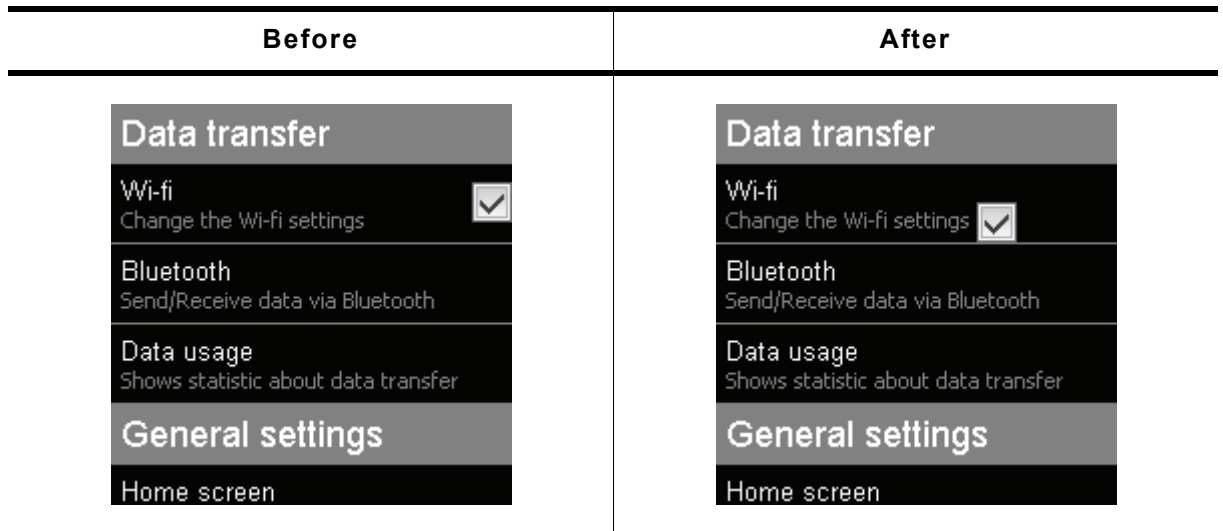 Before
After
Data transfer
Wi-fi
Change the Wi-fi settings
Bluetooth
Send/Receive data via Bluetooth
Data usage
Shows statistic about data transfer
General settings
Home screen
Data transfer
Wi-fi
Change the Wi-fi settings
Bluetooth
Send/Receive data via Bluetooth
Data usage
Shows statistic about data transfer
General settings
Home screen